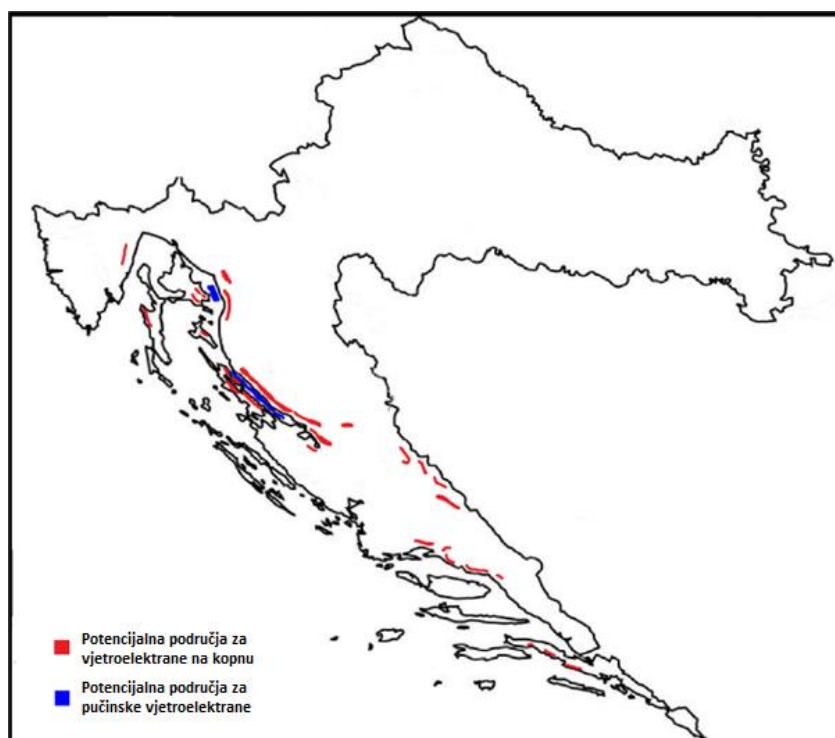 Potencijalna područja za
vjetroelektrane na kopnu
Potencijalna područja za
pučinske vjetroelektrane